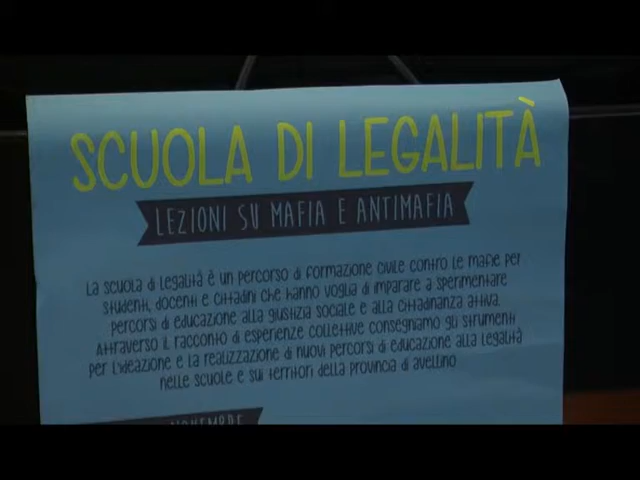 SCUOLA DI LEGALITÀ
LEZIONI SU MAFIA E ANTIMAFIA
La scuola di legalità è un percorso di formazione civile contro le mafie per
studenti, docenti e cittadini che hanno voglia di imparare a sperimentare
percorsi di educazione alla giustizia sociale e alla cittadinanza attiva.
Attraverso il racconto di esperienze collettive consegniamo gli strumenti
per l'ideazione e la realizzazione di nuovi percorsi di educazione alla legalità
nelle scuole e sui territori della provincia di avellino
NOVEMBRE